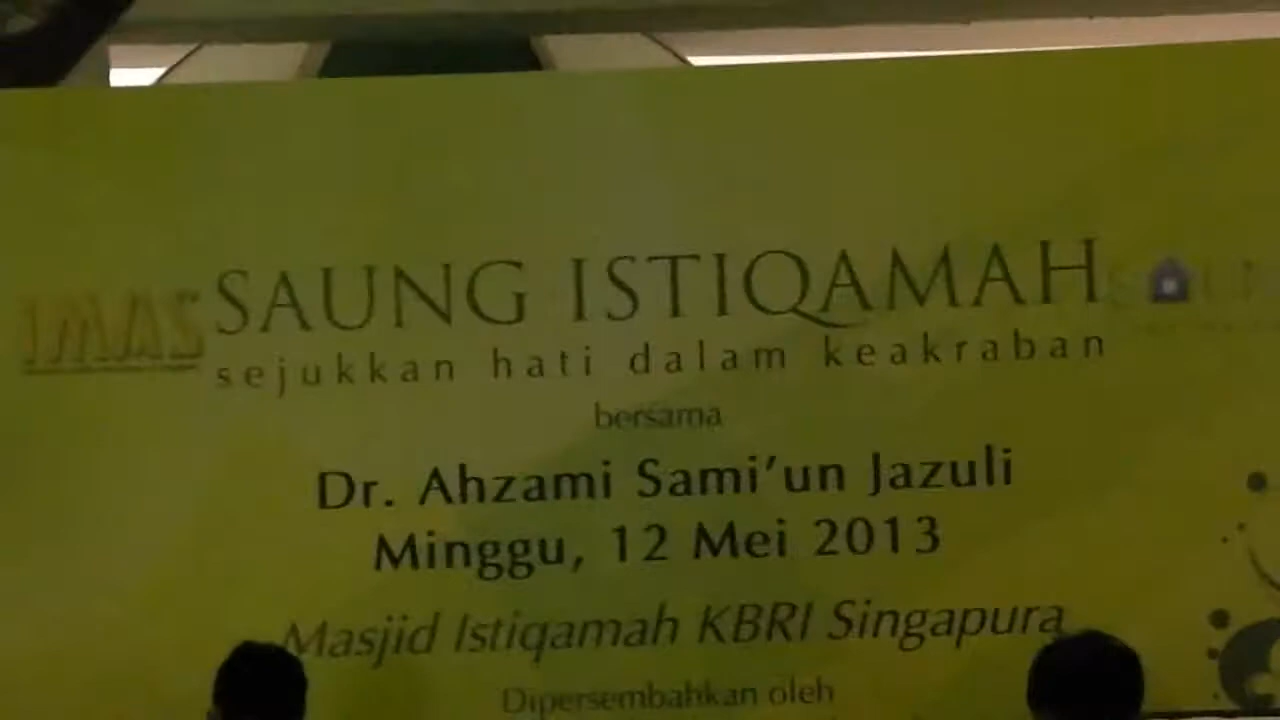 IMAS
SAUNG ISTIQAMAH
sejukkan hati dalam keakraban
bersama
Dr. Ahzami Sami'un Jazuli
Minggu, 12 Mei 2013
Masjid Istiqamah KBRI Singapura
Dipersembahkan oleh